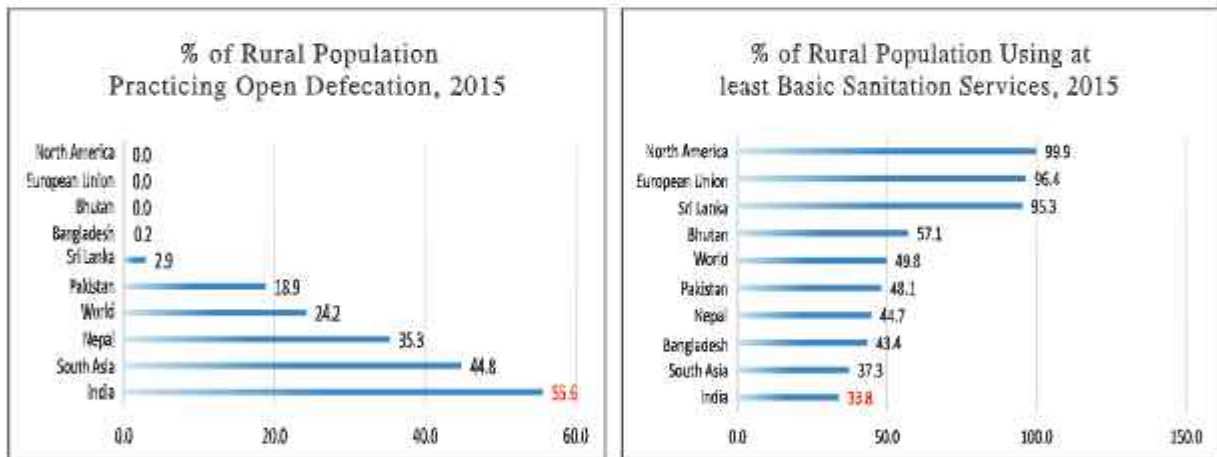 % of Rural Population
Practicing Open Defecation, 2015
North America 0.0
European Union 0.0
Bhutan 0.0
Bangladesh 0.2
Sri Lanka 2.9
Pakistan 18.9
World 24.2
Nepal 35.3
South Asia 44.8
India 55.6
0.0 20.0 40.0 60.0
% of Rural Population Using at
least Basic Sanitation Services, 2015
North America 99.9
European Union 96.4
Sri Lanka 95.3
Bhutan 57.1
World 49.8
Pakistan 48.1
Nepal 44.7
Bangladesh 43.4
South Asia 37.3
India 33.8
0.0 50.0 100.0 150.0